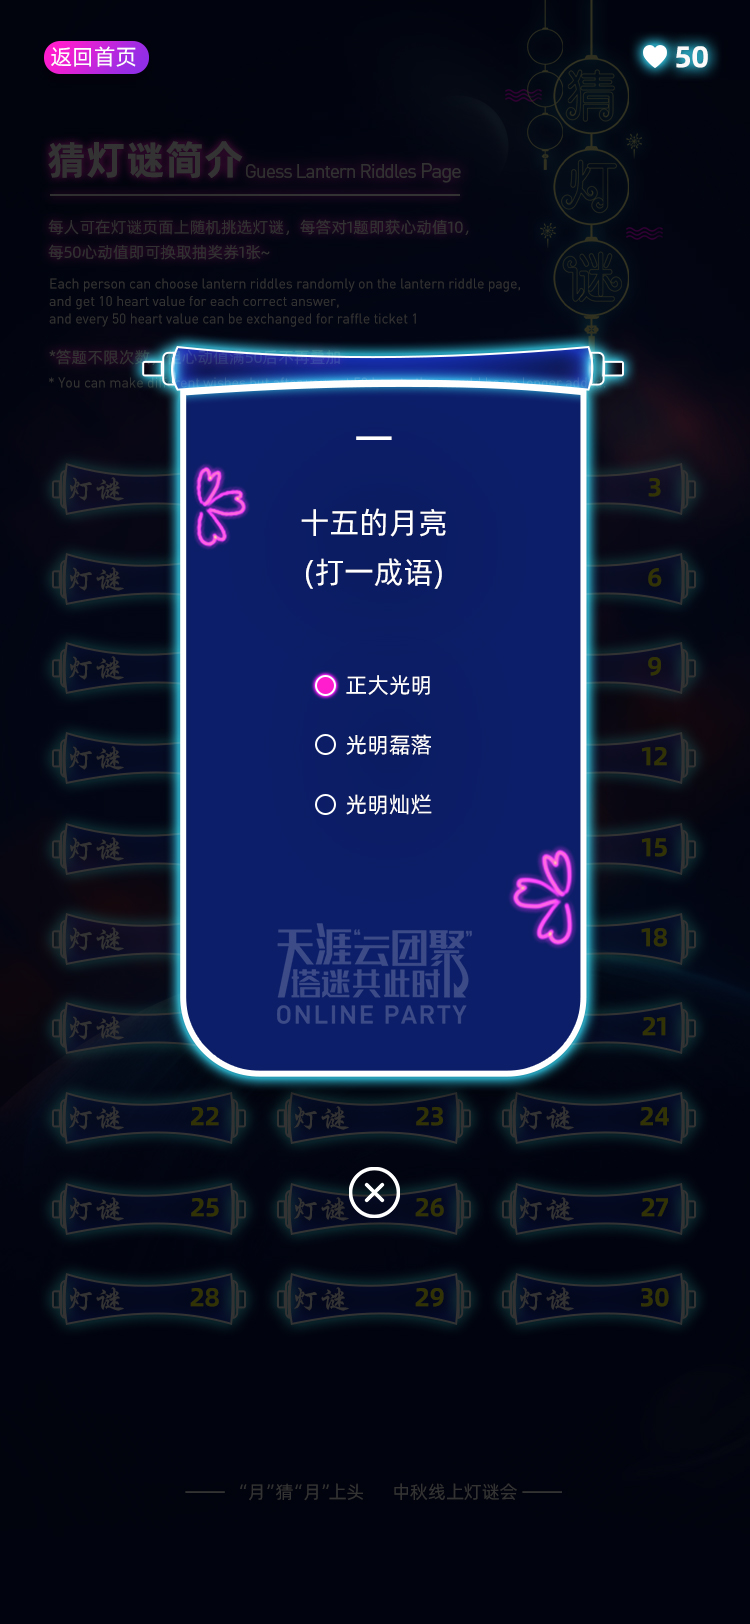 返回首页
50
猜灯谜
猜灯谜简介 Guess Lantern Riddles Page
每人可在灯谜页面上随机挑选灯谜，每答对1题即获心动值10，
每50心动值即可换取抽奖券1张~
Each person can choose lantern riddles randomly on the lantern riddle page,
and get 10 heart value for each correct answer,
and every 50 heart value can be exchanged for raffle ticket 1
*答题不限次数
心动值满50后不再叠加
* You can make
一
十五的月亮
(打一成语)
正大光明
光明磊落
光明灿烂
天涯“云团聚”
塔迷共此时
ONLINE PARTY
灯谜 3
灯谜 6
灯谜 9
灯谜 12
灯谜 15
灯谜 18
灯谜 21
灯谜 22 灯谜 23 灯谜 24
灯谜 25 灯谜 26 灯谜 27
灯谜 28 灯谜 29 灯谜 30
“月”猜“月”上头 中秋线上灯谜会